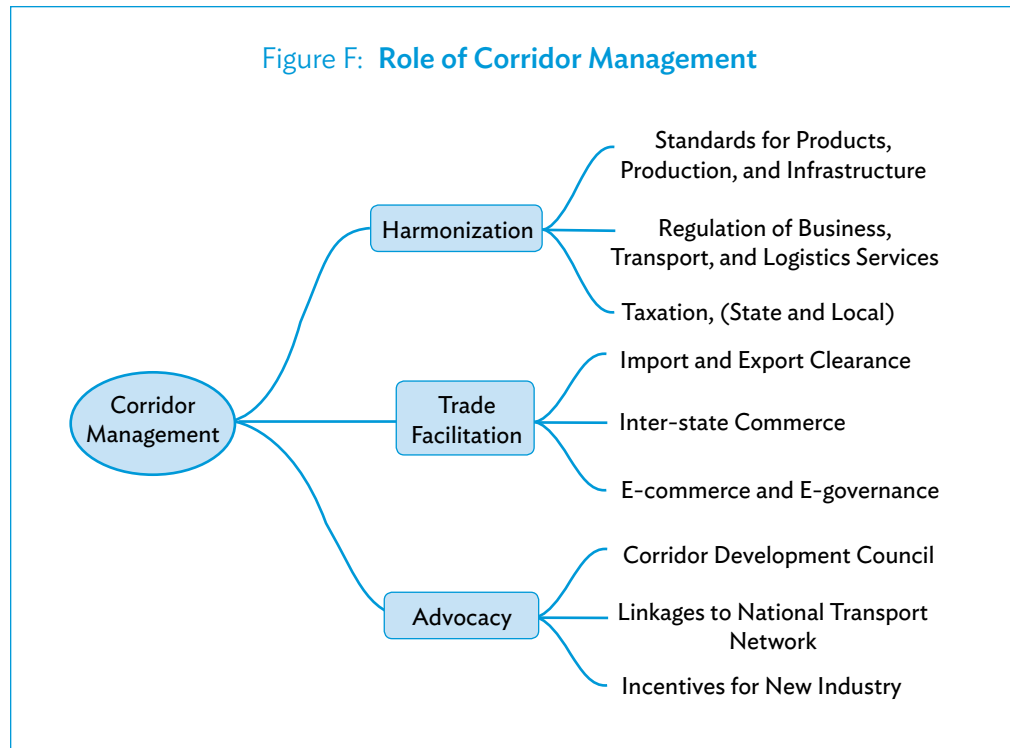 Figure F: Role of Corridor Management
Standards for Products,
Production, and Infrastructure
Harmonization
Regulation of Business,
Transport, and Logistics Services
Taxation, (State and Local)
Corridor
Management
Trade
Facilitation
Import and Export Clearance
Inter-state Commerce
E-commerce and E-governance
Advocacy
Corridor Development Council
Linkages to National Transport
Network
Incentives for New Industry